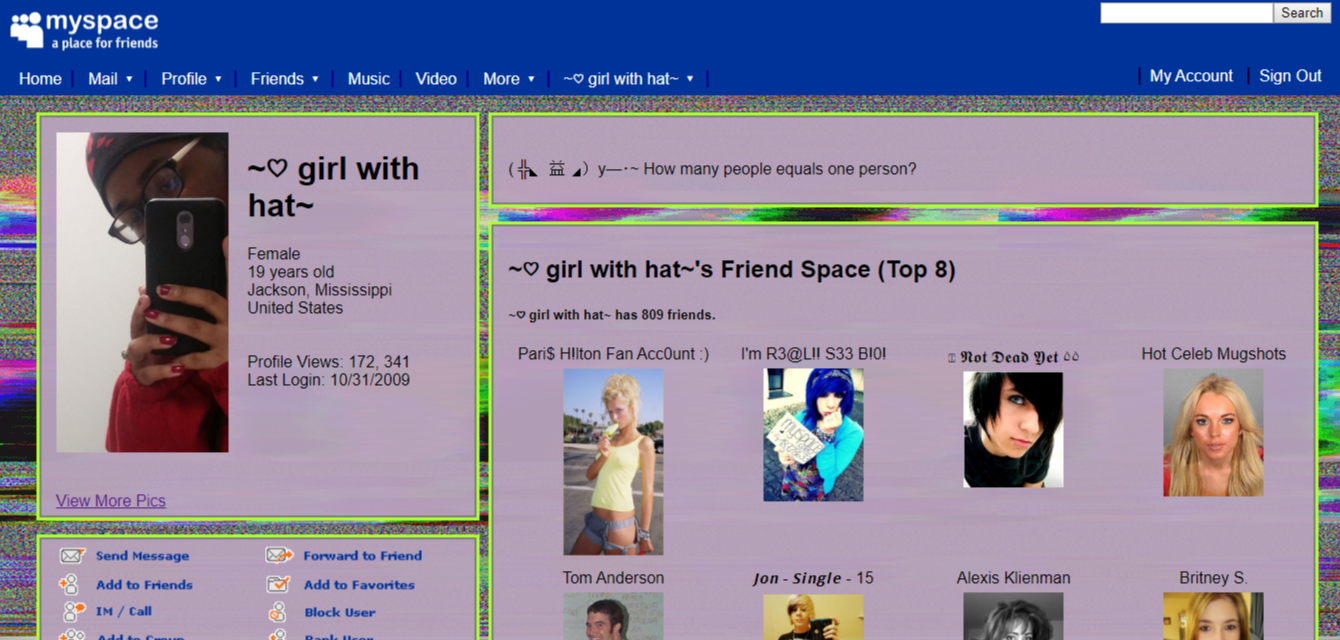 myspace
a place for friends
Search
Home
Mail ▼
Profile ▼
Friends ▼
Music
Video
More ▼
~♡ girl with hat~ ▼
My Account
Sign Out
~♡ girl with
hat~
Female
19 years old
Jackson, Mississippi
United States
Profile Views: 172, 341
Last Login: 10/31/2009
View More Pics
Send Message
Forward to Friend
Add to Friends
Add to Favorites
IM / Call
Block User
Add to Group
Rank User
(╬◣ 益 ◢) y━・~ How many people equals one person?
~♡ girl with hat~'s Friend Space (Top 8)
~♡ girl with hat~ has 809 friends.
Pari$ H!lton Fan Acc0unt :)
I'm R3@L!! S33 B!0!
𝕹𝖔𝖙 𝕯𝖊𝖆𝖉 𝖄𝖊𝖙
Hot Celeb Mugshots
Tom Anderson
𝙅𝙤𝙣 - 𝙎𝙞𝙣𝙜𝙡𝙚 - 15
Alexis Klienman
Britney S.